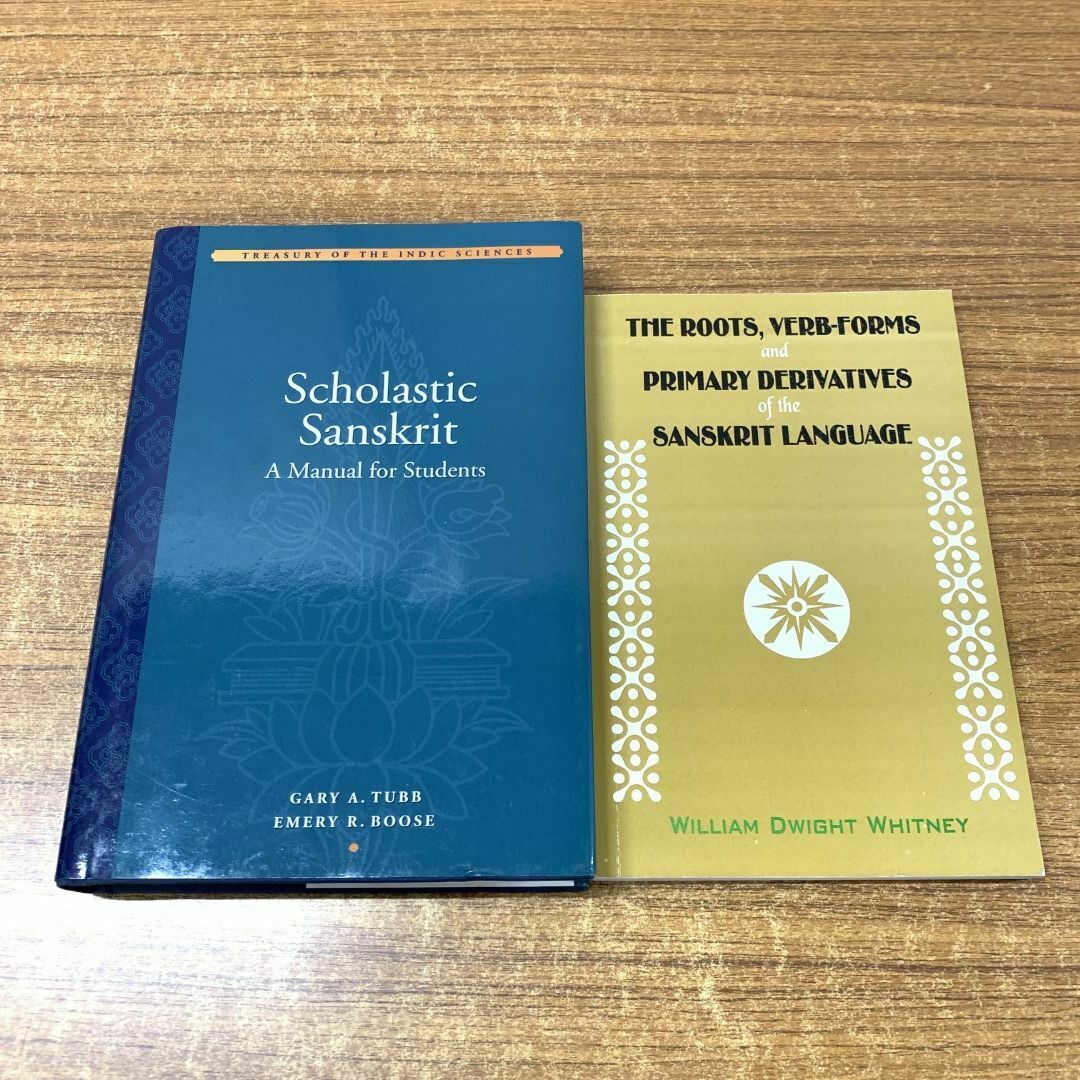 TREASURY OF THE INDIC SCIENCES
Scholastic
Sanskrit
A Manual for Students
GARY A. TUBB
EMERY R. BOOSE
THE ROOTS, VERB-FORMS
and
PRIMARY DERIVATIVES
of the
SANSKRIT LANGUAGE
WILLIAM DWIGHT WHITNEY